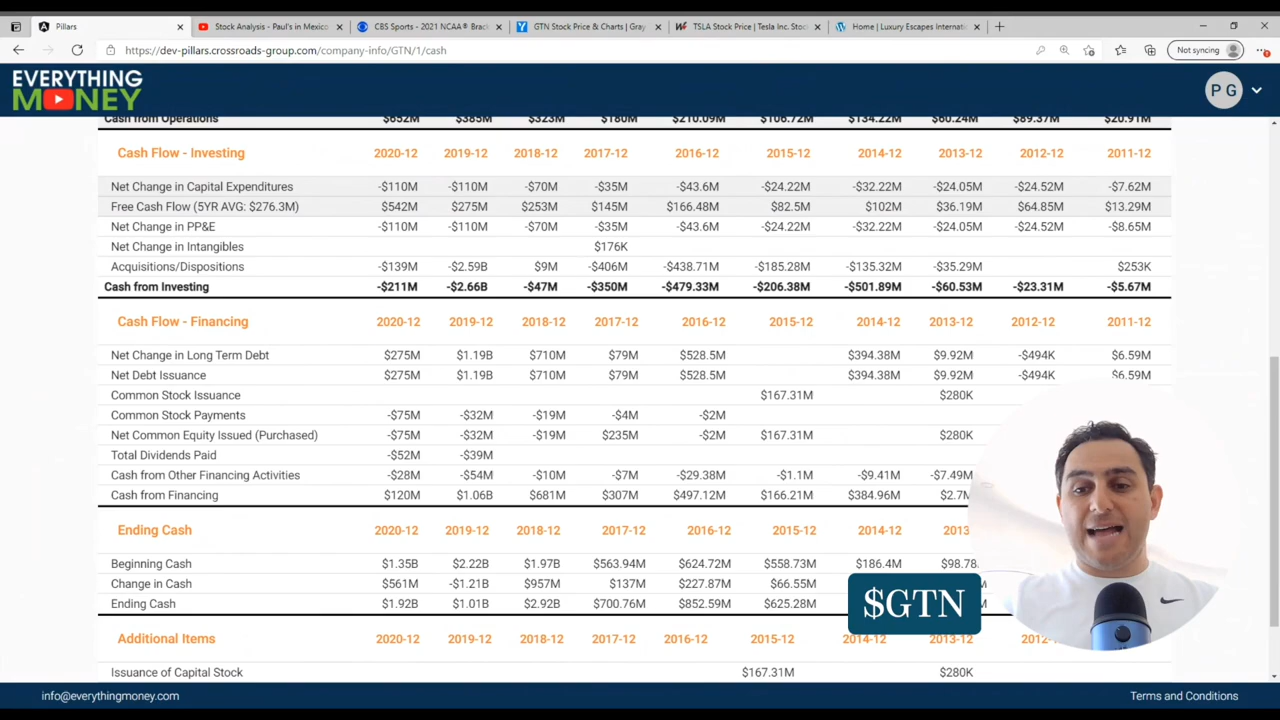 Pillars
Stock Analysis - Paul's in Mexico
CBS Sports - 2021 NCAA® Brack
GTN Stock Price & Charts | Gray
TSLA Stock Price | Tesla Inc. Stock
Home | Luxury Escapes Internati
https://dev-pillars.crossroads-group.com/company-info/GTN/1/cash
Not syncing
EVERYTHING
MONEY
P G
Cash from Operations $652M $385M $323M $180M $210.09M $106.72M $134.22M $60.24M $89.37M $20.91M
Cash Flow - Investing 2020-12 2019-12 2018-12 2017-12 2016-12 2015-12 2014-12 2013-12 2012-12 2011-12
Net Change in Capital Expenditures -$110M -$110M -$70M -$35M -$43.6M -$24.22M -$32.22M -$24.05M -$24.52M -$7.62M
Free Cash Flow (5YR AVG: $276.3M) $542M $275M $253M $145M $166.48M $82.5M $102M $36.19M $64.85M $13.29M
Net Change in PP&E -$110M -$110M -$70M -$35M -$43.6M -$24.22M -$32.22M -$24.05M -$24.52M -$8.65M
Net Change in Intangibles $176K
Acquisitions/Dispositions -$139M -$2.59B $9M -$406M -$438.71M -$185.28M -$135.32M -$35.29M $253K
Cash from Investing -$211M -$2.66B -$47M -$350M -$479.33M -$206.38M -$501.89M -$60.53M -$23.31M -$5.67M
Cash Flow - Financing 2020-12 2019-12 2018-12 2017-12 2016-12 2015-12 2014-12 2013-12 2012-12 2011-12
Net Change in Long Term Debt $275M $1.19B $710M $79M $528.5M $394.38M $9.92M -$494K $6.59M
Net Debt Issuance $275M $1.19B $710M $79M $528.5M $394.38M $9.92M -$494K $6.59M
Common Stock Issuance $167.31M $280K
Common Stock Payments -$75M -$32M -$19M -$4M -$2M
Net Common Equity Issued (Purchased) -$75M -$32M -$19M $235M -$2M $167.31M $280K
Total Dividends Paid -$52M -$39M
Cash from Other Financing Activities -$28M -$54M -$10M -$7M -$29.38M -$1.1M -$9.41M -$7.49M
Cash from Financing $120M $1.06B $681M $307M $497.12M $166.21M $384.96M $2.7M
Ending Cash 2020-12 2019-12 2018-12 2017-12 2016-12 2015-12 2014-12 2013
Beginning Cash $1.35B $2.22B $1.97B $563.94M $624.72M $558.73M $186.4M $98.78
Change in Cash $561M -$1.21B $957M $137M $227.87M $66.55M
Ending Cash $1.92B $1.01B $2.92B $700.76M $852.59M $625.28M
$GTN
Additional Items 2020-12 2019-12 2018-12 2017-12 2016-12 2015-12 2014-12 2013-12
Issuance of Capital Stock $167.31M $280K
info@everythingmoney.com
Terms and Conditions